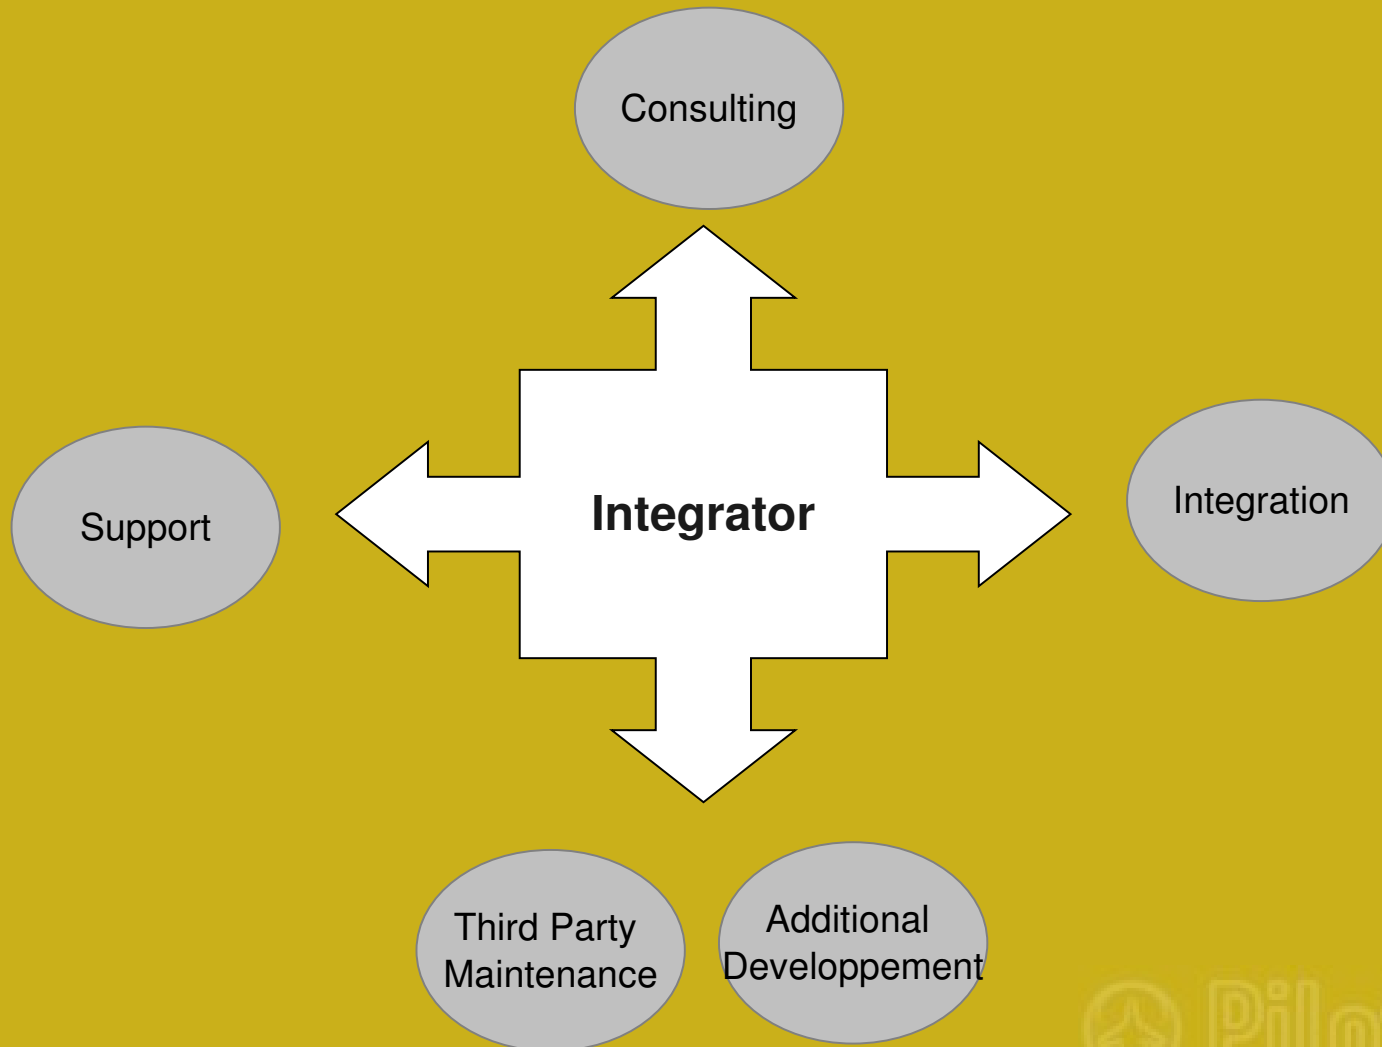 Consulting
Support
Integrator
Integration
Third Party
Maintenance
Additional
Developpement